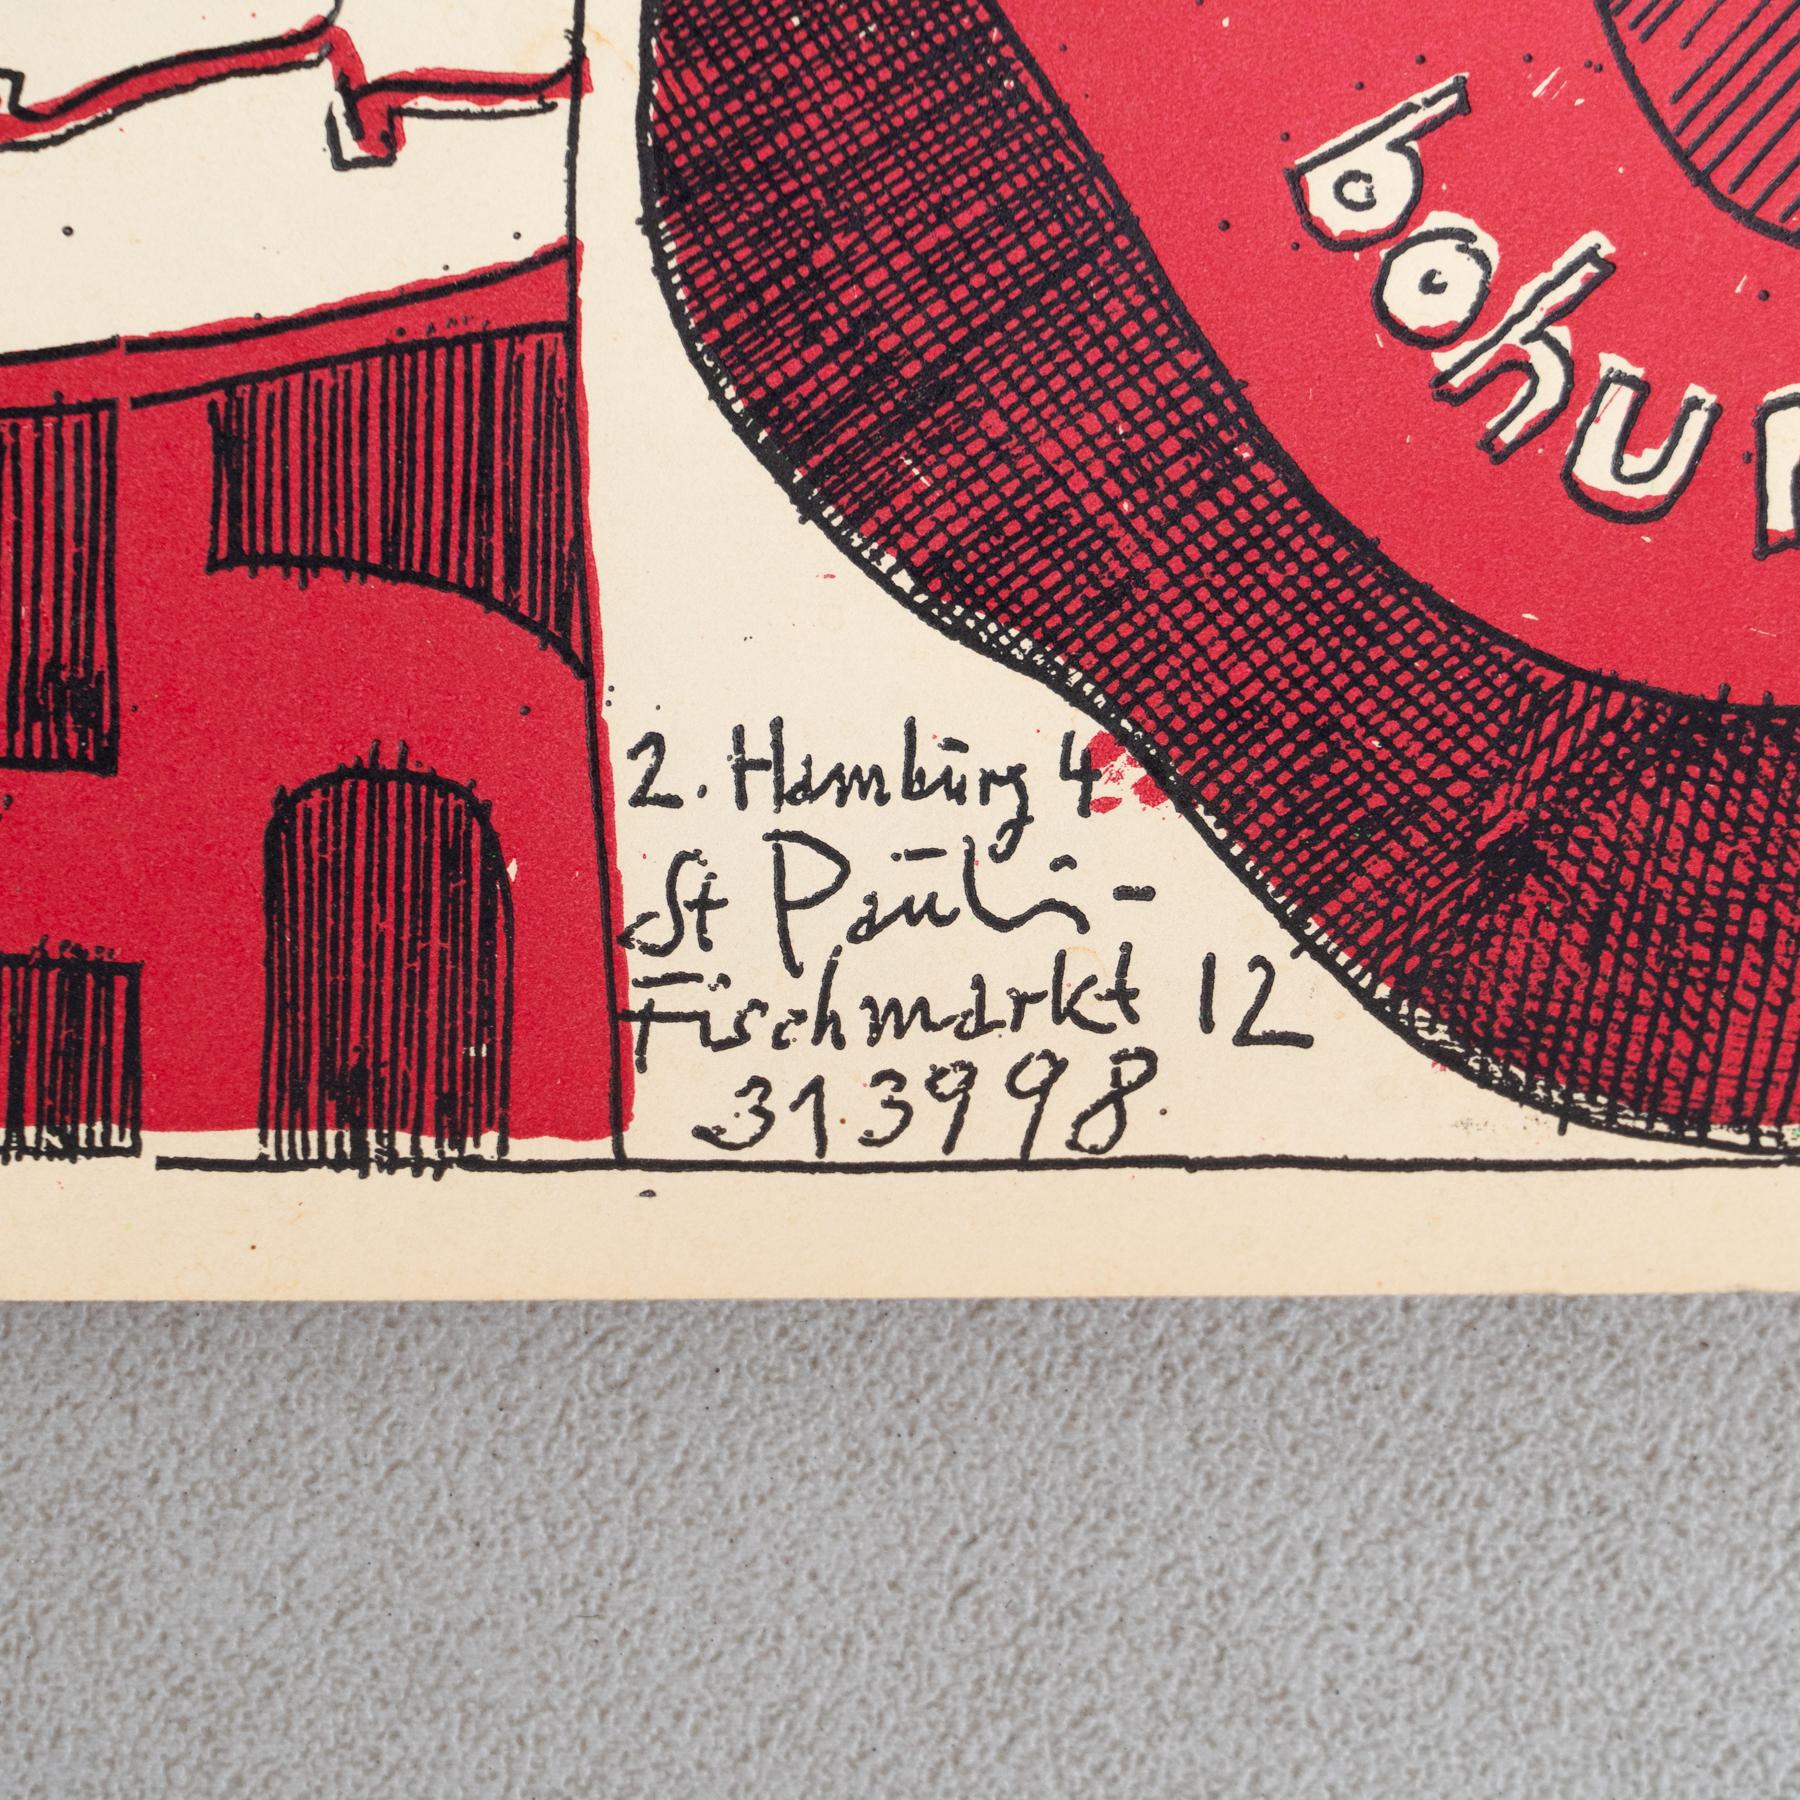 bohun
2. Hamburg 4
St Pauli-
Fischmarkt 12
313998.